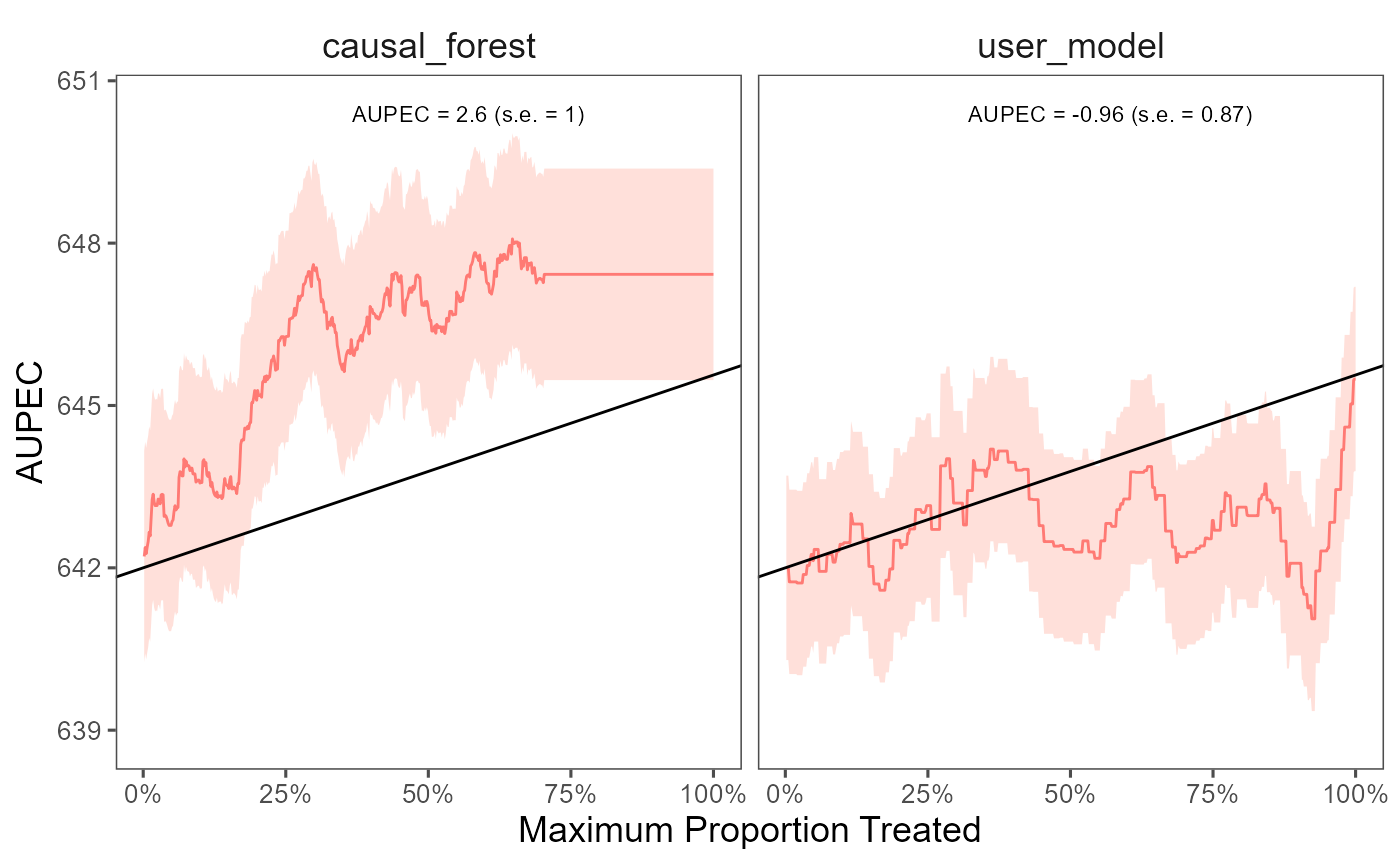 causal_forest
user_model
AUPEC = 2.6 (s.e. = 1)
AUPEC = -0.96 (s.e. = 0.87)
AUPEC
651
648
645
642
639
0%
25%
50%
75%
100%
0%
25%
50%
75%
100%
Maximum Proportion Treated